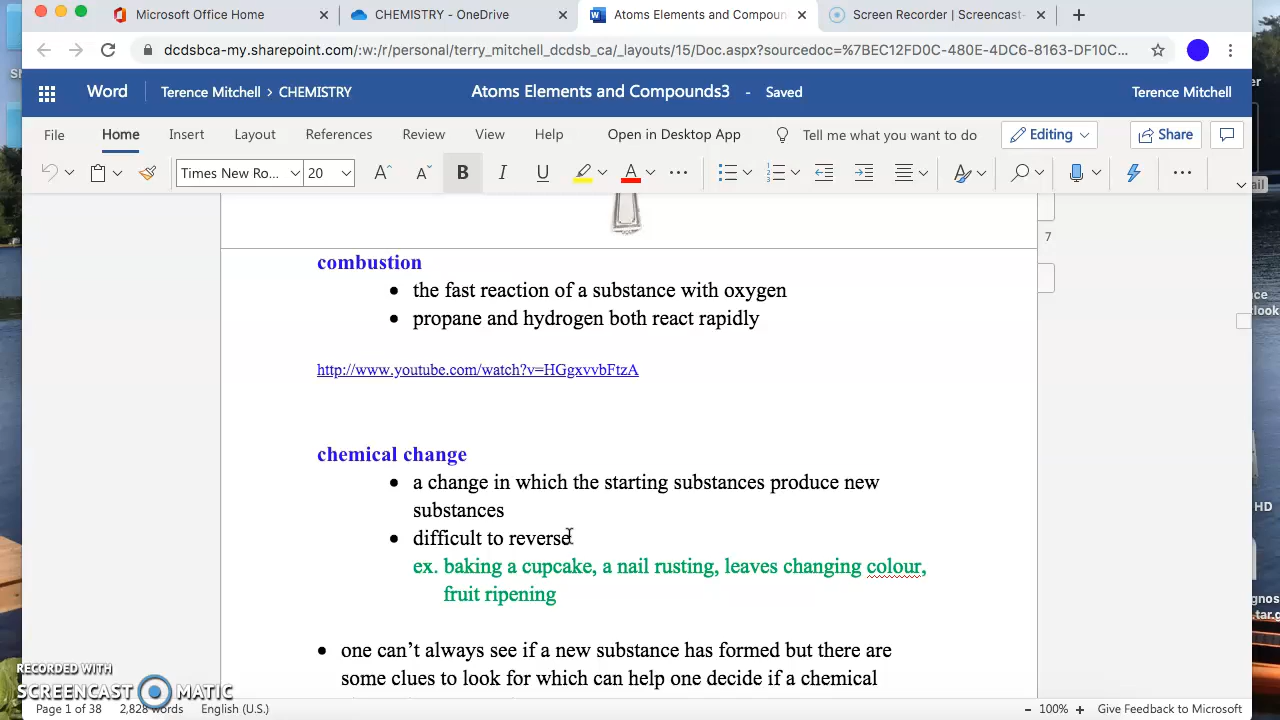 Microsoft Office Home
CHEMISTRY - OneDrive
Atoms Elements and Compoun
Screen Recorder | Screencast-
dcdsbca-my.sharepoint.com/:w:/r/personal/terry_mitchell_dcdsb_ca/_layouts/15/Doc.aspx?sourcedoc=%7BEC12FD0C-480E-4DC6-8163-DF10C...
Word Terence Mitchell > CHEMISTRY Atoms Elements and Compounds3 - Saved Terence Mitchell
File Home Insert Layout References Review View Help Open in Desktop App Tell me what you want to do Editing Share
Times New Ro... 20 A A B I U A
7
combustion
• the fast reaction of a substance with oxygen
• propane and hydrogen both react rapidly
http://www.youtube.com/watch?v=HGgxvvbFtzA
chemical change
• a change in which the starting substances produce new
substances
• difficult to reverse
ex. baking a cupcake, a nail rusting, leaves changing colour,
fruit ripening
• one can’t always see if a new substance has formed but there are
some clues to look for which can help one decide if a chemical
RECORDED WITH
SCREENCAST MATIC
Page 1 of 38 2,828 words English (U.S.) - 100% + Give Feedback to Microsoft
HD